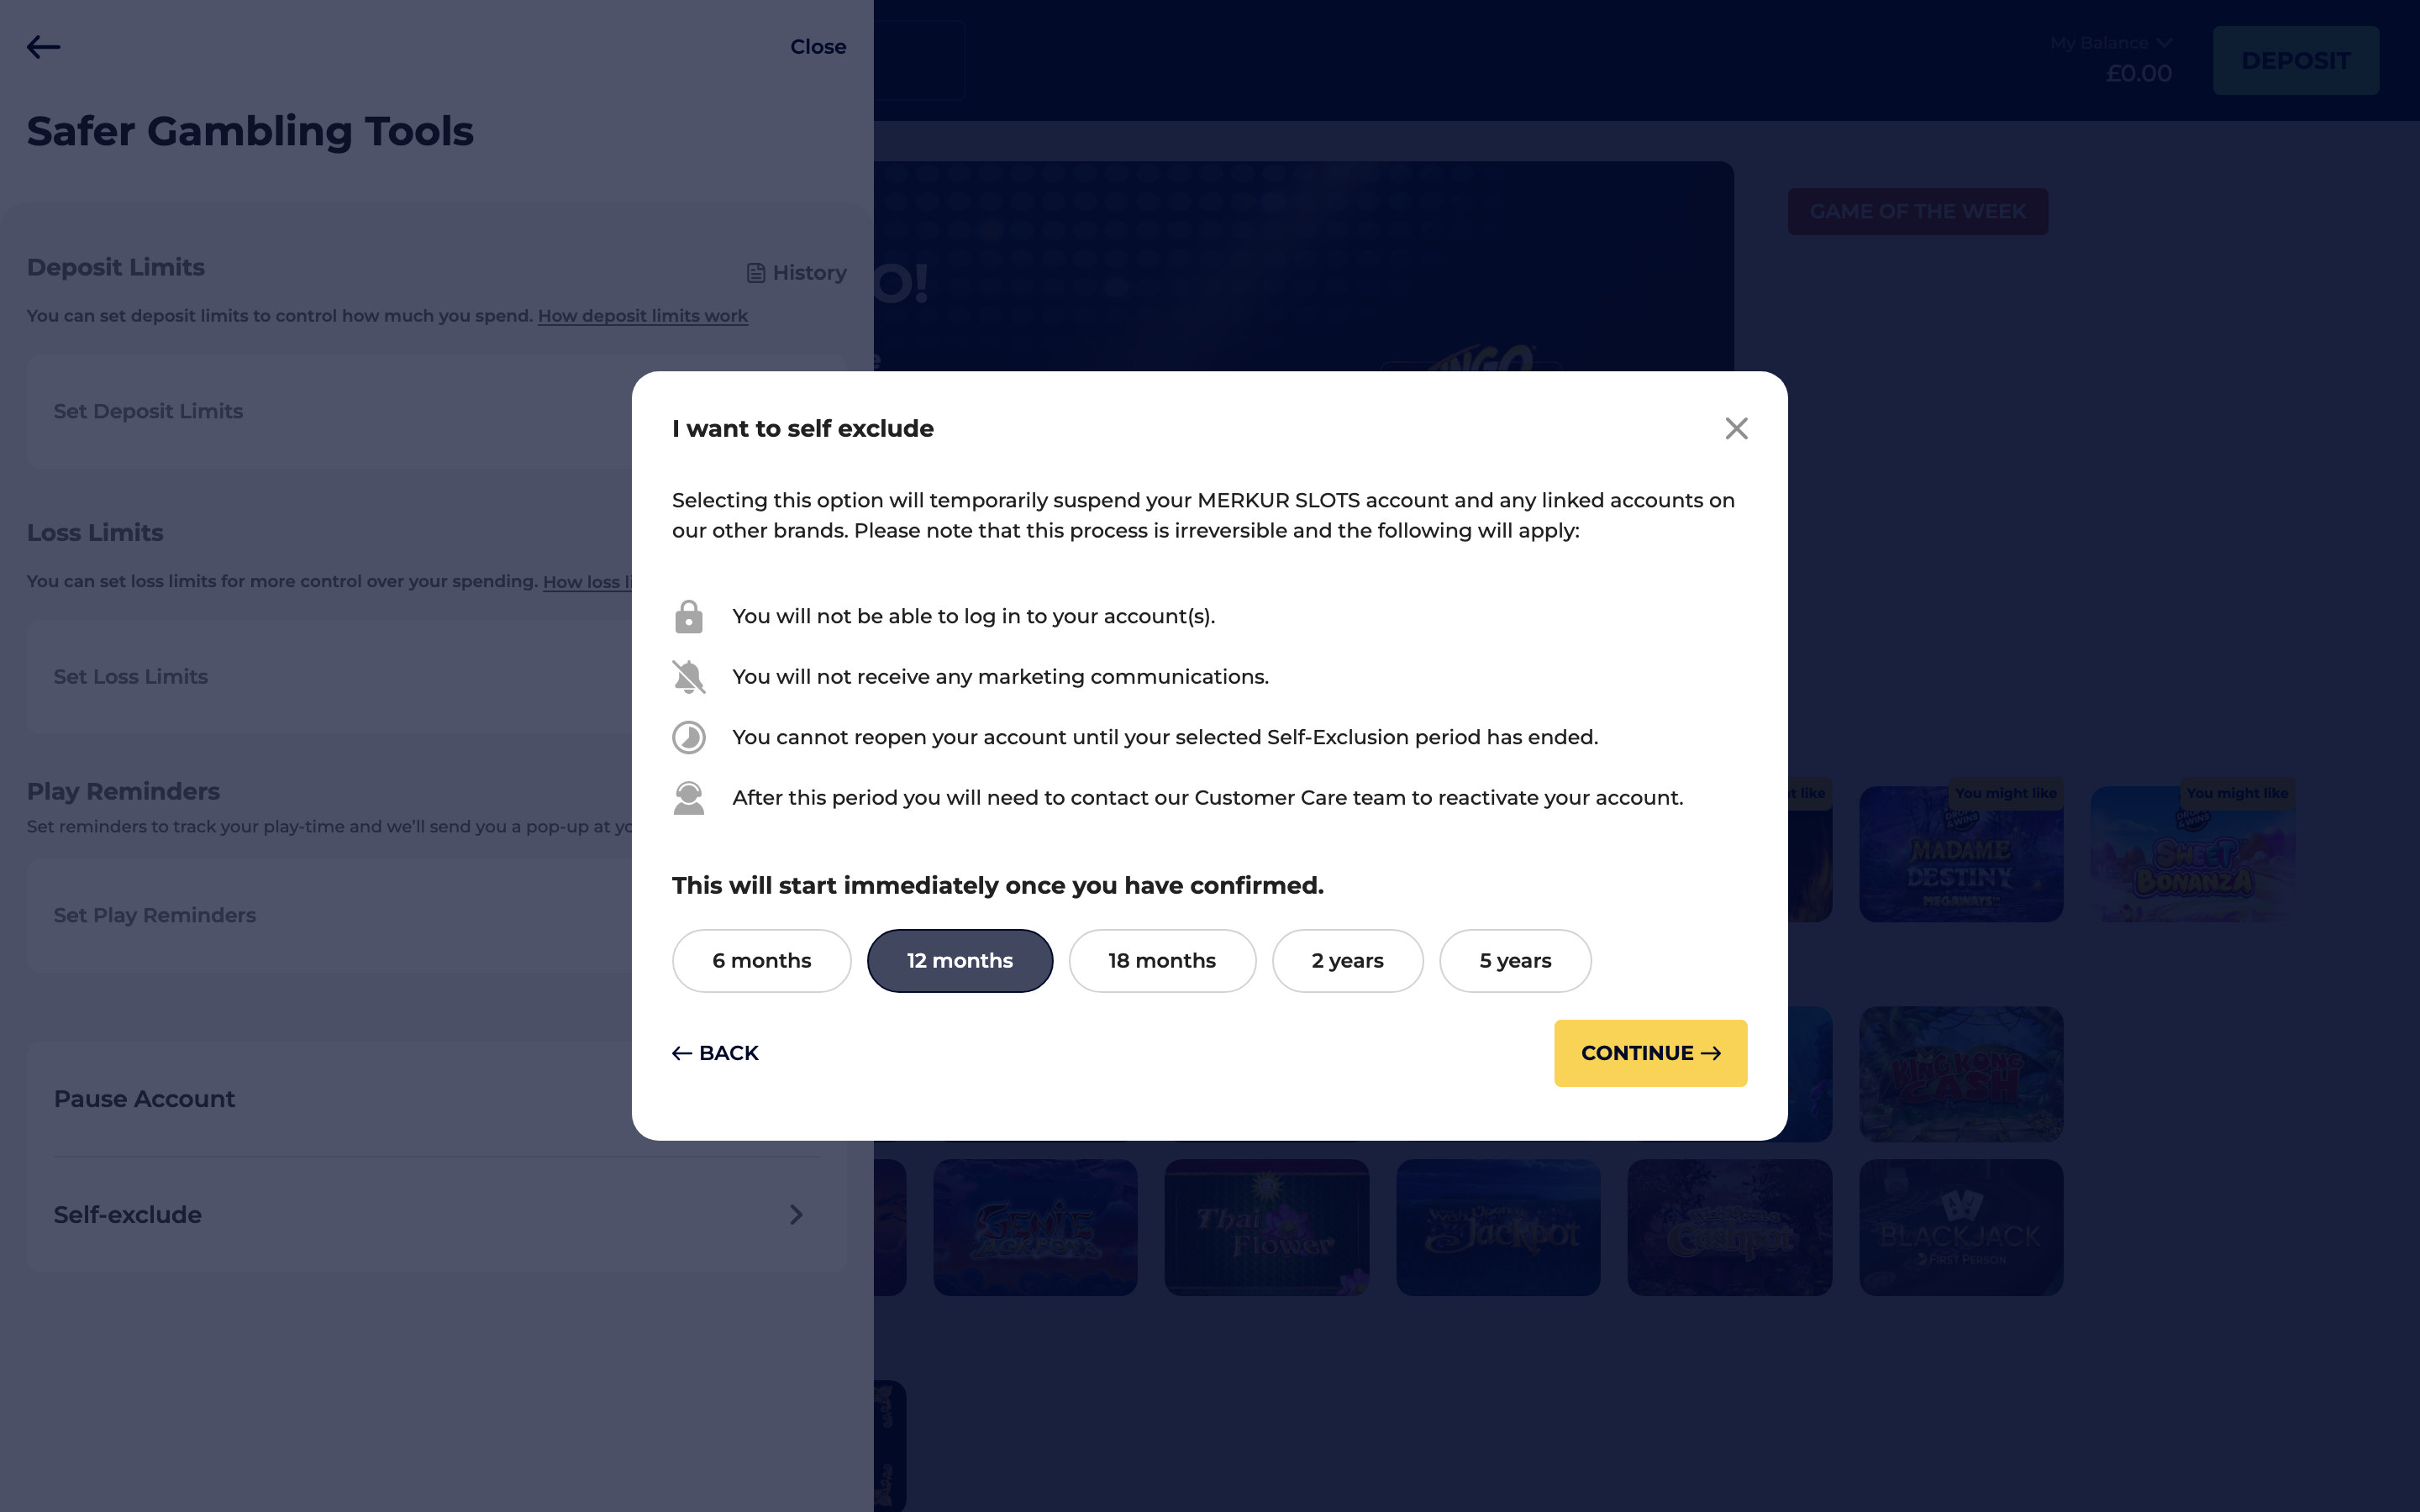 Close
My Balance
£0.00
DEPOSIT
Safer Gambling Tools
GAME OF THE WEEK
Deposit Limits
History
O!
You can set deposit limits to control how much you spend. How deposit limits work
Set Deposit Limits
I want to self exclude
Selecting this option will temporarily suspend your MERKUR SLOTS account and any linked accounts on
our other brands. Please note that this process is irreversible and the following will apply:
Loss Limits
You can set loss limits for more control over your spending. How loss
Set Loss Limits
You will not be able to log in to your account(s).
You will not receive any marketing communications.
You cannot reopen your account until your selected Self-Exclusion period has ended.
After this period you will need to contact our Customer Care team to reactivate your account.
Play Reminders
Set reminders to track your play-time and we'll send you a pop-up at
Set Play Reminders
like
You might like
You might like
MADAME
DESTINY
MEGAWAYS
SWEET
BONANZA
This will start immediately once you have confirmed.
6 months
12 months
18 months
2 years
5 years
BACK
CONTINUE
Pause Account
Self-exclude
KING KONG
CASH
GENIE
JACKPOTS
Thai
Flower
Wish Upon a
Jackpot
BLACKJACK
FIRST PERSON